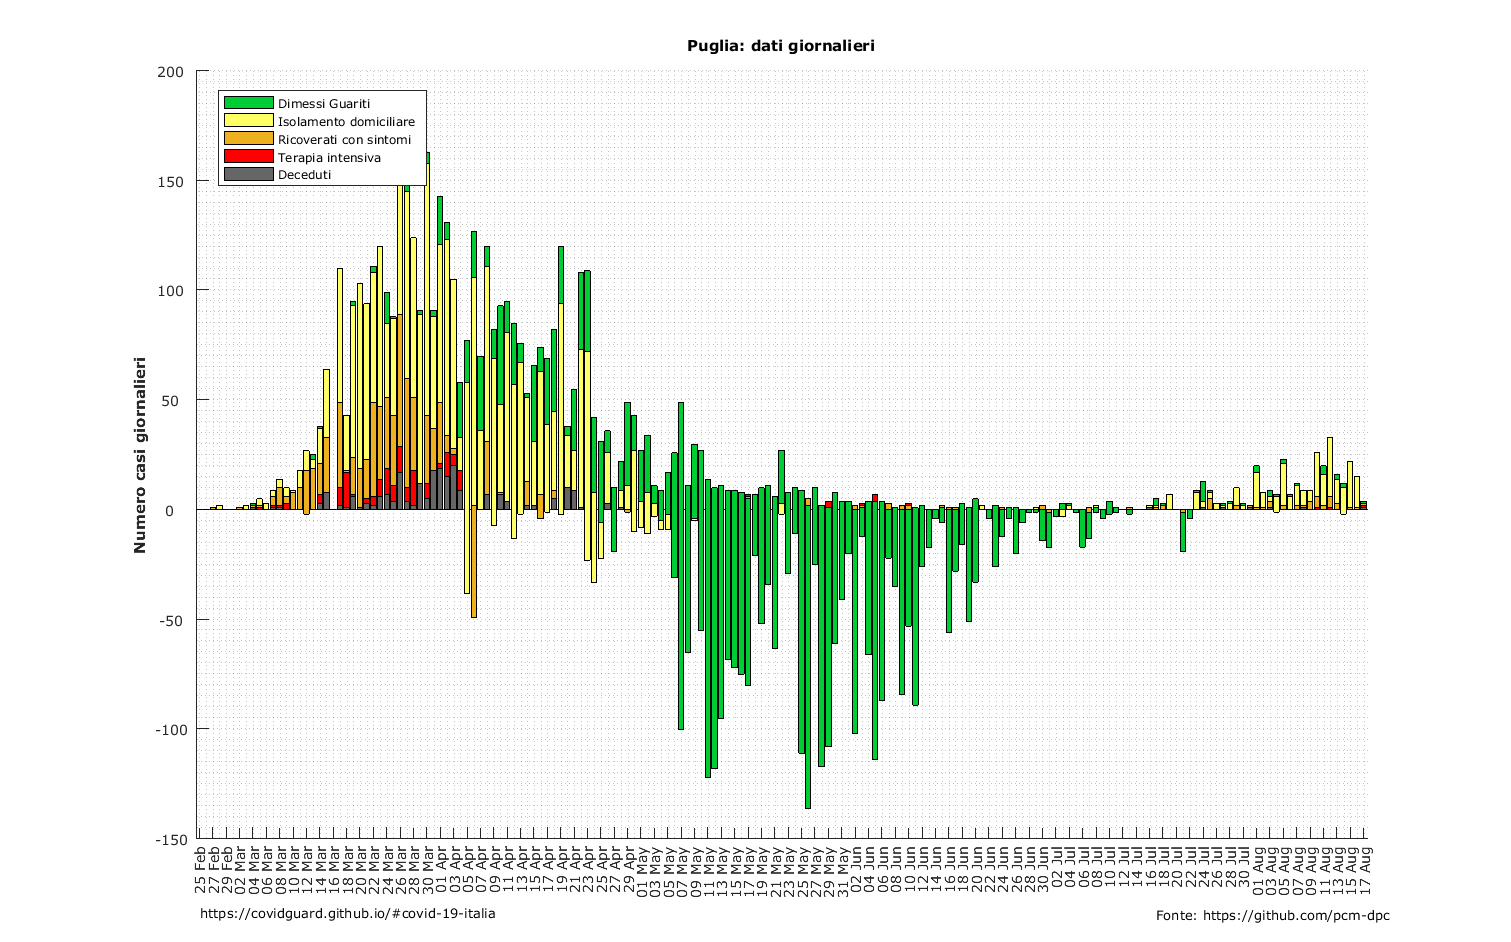 Puglia: dati giornalieri
200
150
100
50
0
-50
-100
-150
Numero casi giornalieri
Dimessi Guariti
Isolamento domiciliare
Ricoverati con sintomi
Terapia intensiva
Deceduti
25 Feb
27 Feb
29 Feb
02 Mar
04 Mar
06 Mar
08 Mar
10 Mar
12 Mar
14 Mar
16 Mar
18 Mar
20 Mar
22 Mar
24 Mar
26 Mar
28 Mar
30 Mar
01 Apr
03 Apr
05 Apr
07 Apr
09 Apr
11 Apr
13 Apr
15 Apr
17 Apr
19 Apr
21 Apr
23 Apr
25 Apr
27 Apr
29 Apr
01 May
03 May
05 May
07 May
09 May
11 May
13 May
15 May
17 May
19 May
21 May
23 May
25 May
27 May
29 May
31 May
02 Jun
04 Jun
06 Jun
08 Jun
10 Jun
12 Jun
14 Jun
16 Jun
18 Jun
20 Jun
22 Jun
24 Jun
26 Jun
28 Jun
30 Jun
02 Jul
04 Jul
06 Jul
08 Jul
10 Jul
12 Jul
14 Jul
16 Jul
18 Jul
20 Jul
22 Jul
24 Jul
26 Jul
28 Jul
30 Jul
01 Aug
03 Aug
05 Aug
07 Aug
09 Aug
11 Aug
13 Aug
15 Aug
17 Aug
https://covidguard.github.io/#covid-19-italia
Fonte: https://github.com/pcm-dpc